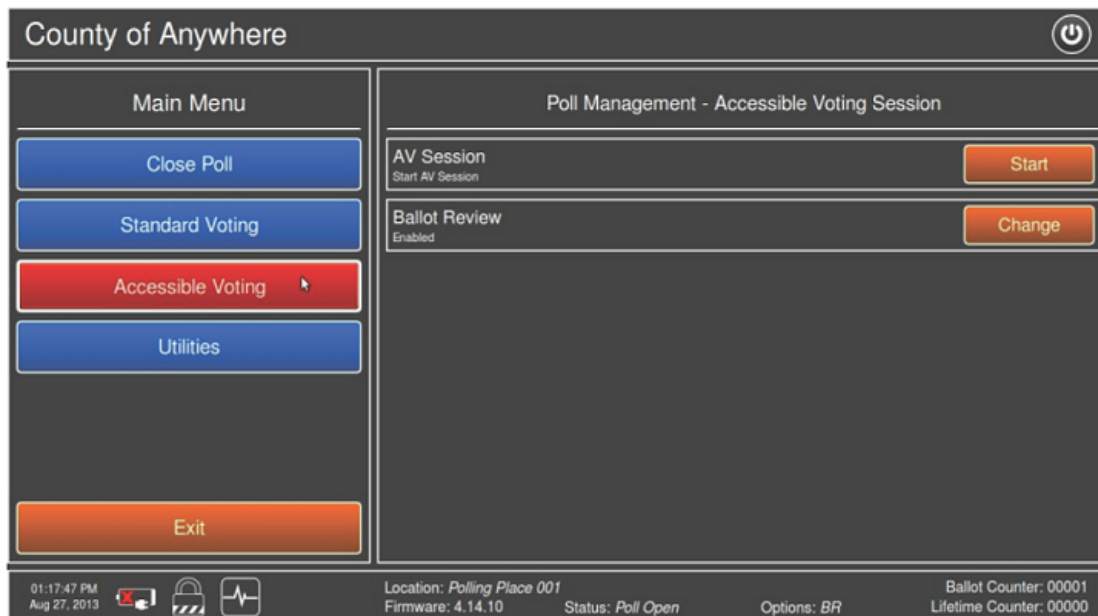 County of Anywhere
Main Menu
Close Poll
Standard Voting
Accessible Voting
Utilities
Exit
Poll Management - Accessible Voting Session
AV Session
Start AV Session
Start
Ballot Review
Enabled
Change
01:17:47 PM
Aug 27, 2013
Location: Polling Place 001
Firmware: 4.14.10 Status: Poll Open Options: BR
Ballot Counter: 00001
Lifetime Counter: 00000